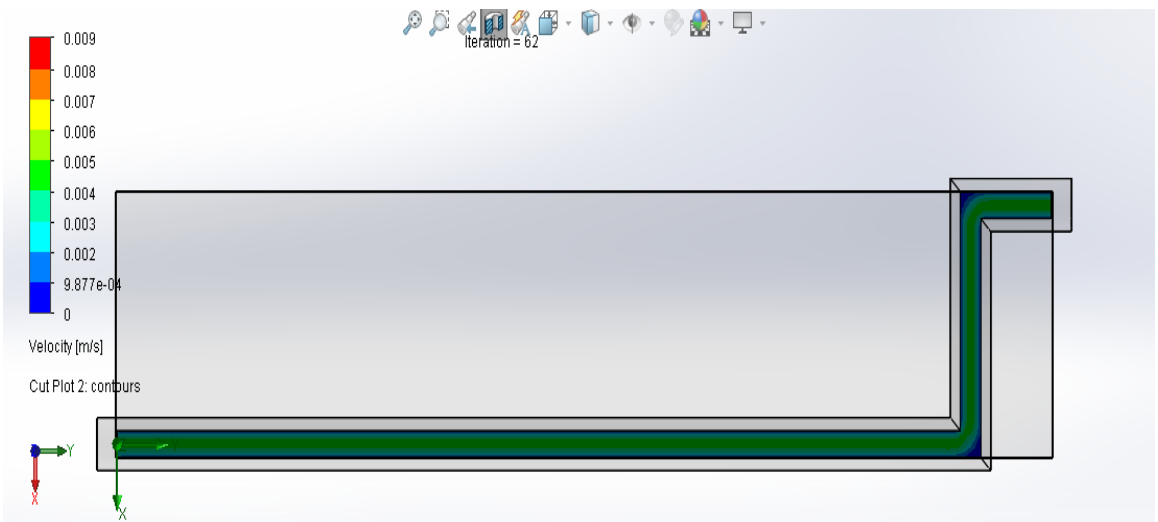 Iteration = 62
0.009
0.008
0.007
0.006
0.005
0.004
0.003
0.002
9.877e-04
0
Velocity [m/s]
Cut Plot 2: contours
Y
X
X